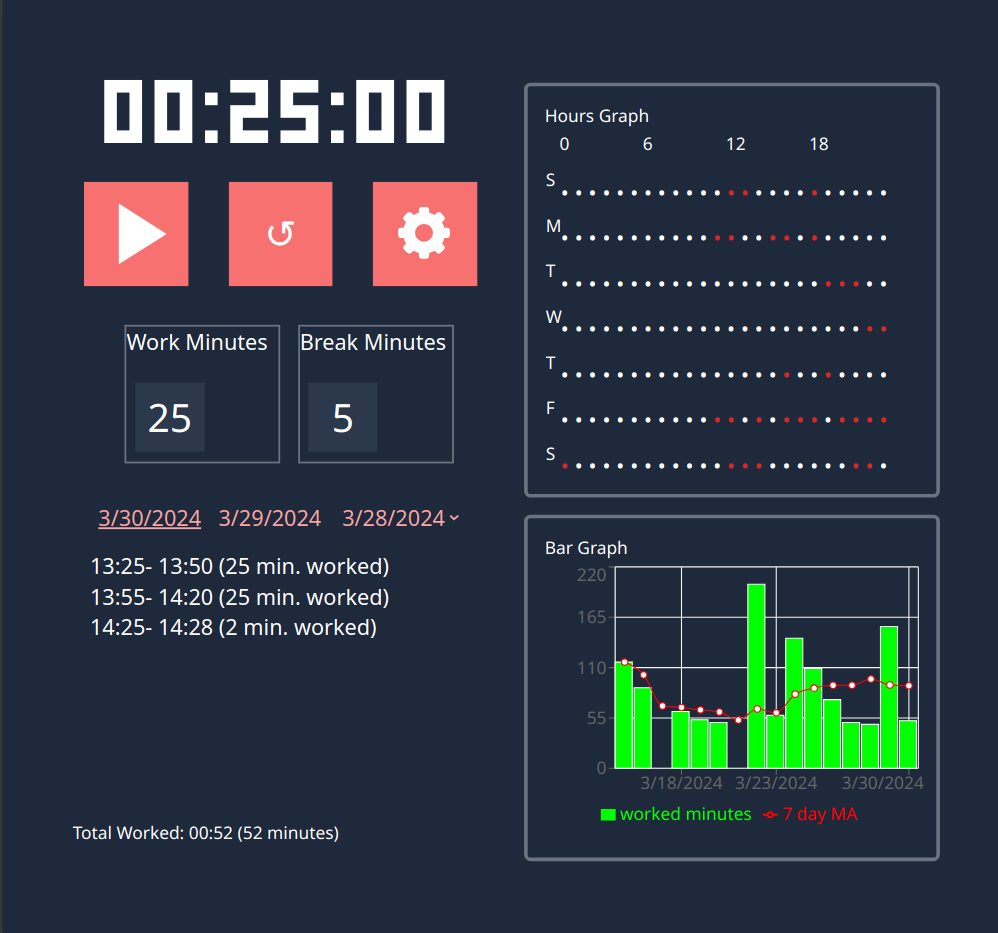 00:25:00
↺
Work Minutes
25
Break Minutes
5
3/30/2024 3/29/2024 3/28/2024
13:25- 13:50 (25 min. worked)
13:55- 14:20 (25 min. worked)
14:25- 14:28 (2 min. worked)
Total Worked: 00:52 (52 minutes)
Hours Graph
0 6 12 18
S
M
T
W
T
F
S
Bar Graph
220
165
110
55
0
3/18/2024 3/23/2024 3/30/2024
worked minutes 7 day MA